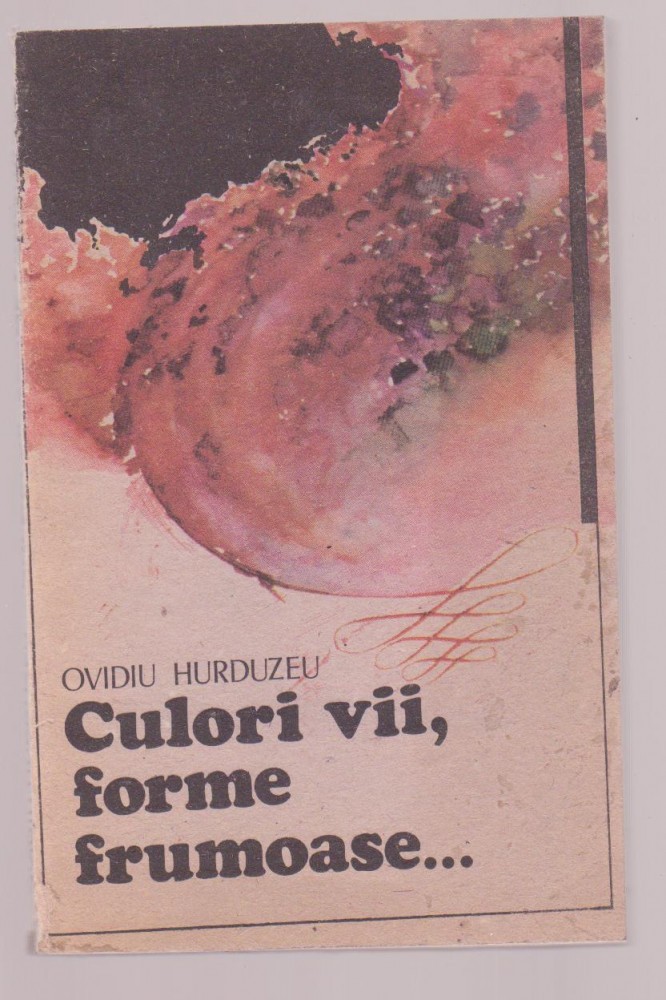 OVIDIU HURDUZEU
Culori vii,
forme
frumoase...